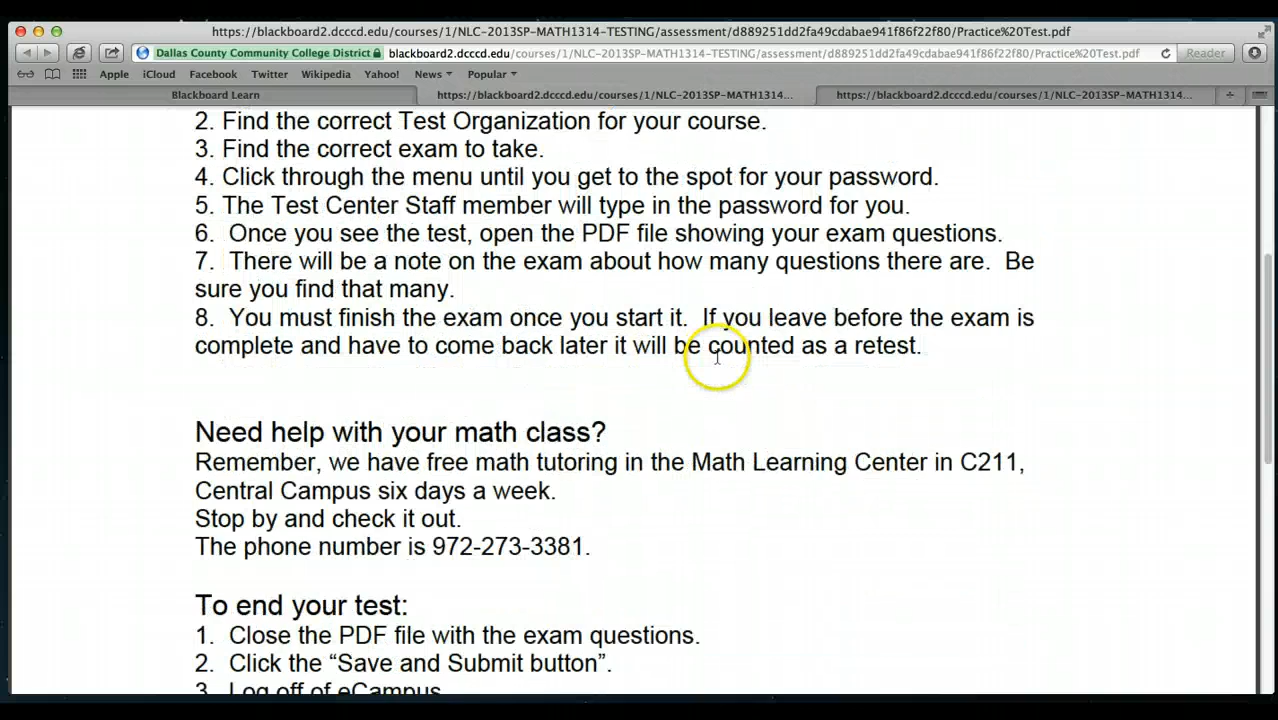 https://blackboard2.dcccd.edu/courses/1/NLC-2013SP-MATH1314-TESTING/assessment/d889251dd2fa49cdabae941f86f22f80/Practice%20Test.pdf
Dallas County Community College District blackboard2.dcccd.edu/courses/1/NLC-2013SP-MATH1314-TESTING/assessment/d889251dd2fa49cdabae941f86f22f80/Practice%20Test.pdf Reader
Apple iCloud Facebook Twitter Wikipedia Yahoo! News Popular
Blackboard Learn https://blackboard2.dcccd.edu/courses/1/NLC-2013SP-MATH1314... https://blackboard2.dcccd.edu/courses/1/NLC-2013SP-MATH1314...
2. Find the correct Test Organization for your course.
3. Find the correct exam to take.
4. Click through the menu until you get to the spot for your password.
5. The Test Center Staff member will type in the password for you.
6. Once you see the test, open the PDF file showing your exam questions.
7. There will be a note on the exam about how many questions there are. Be
sure you find that many.
8. You must finish the exam once you start it. If you leave before the exam is
complete and have to come back later it will be counted as a retest.
Need help with your math class?
Remember, we have free math tutoring in the Math Learning Center in C211,
Central Campus six days a week.
Stop by and check it out.
The phone number is 972-273-3381.
To end your test:
1. Close the PDF file with the exam questions.
2. Click the “Save and Submit button”.
3. Log off of eCampus